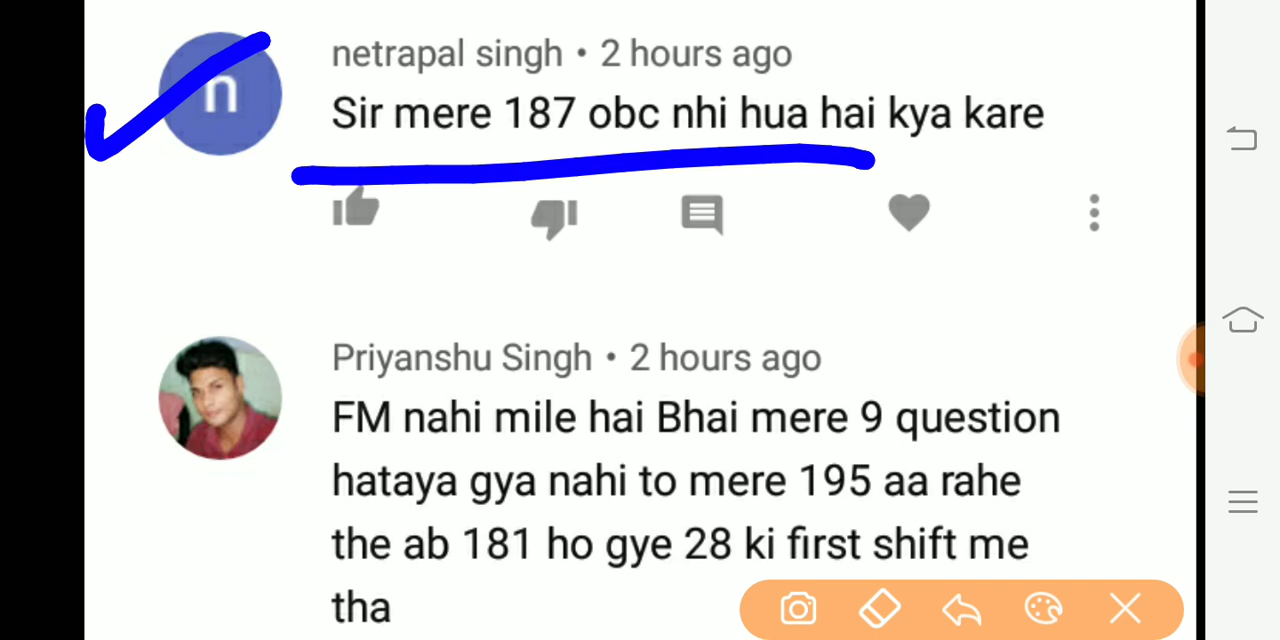 netrapal singh • 2 hours ago
n
Sir mere 187 obc nhi hua hai kya kare
Priyanshu Singh • 2 hours ago
FM nahi mile hai Bhai mere 9 question
hataya gya nahi to mere 195 aa rahe
the ab 181 ho gye 28 ki first shift me
tha